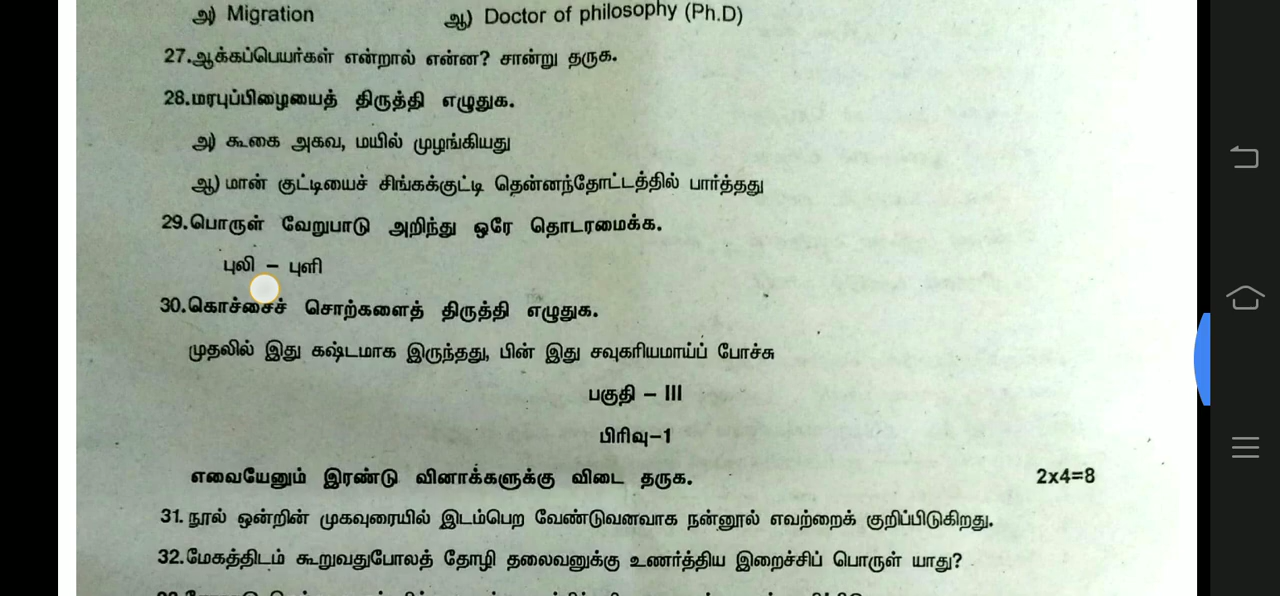 அ) Migration ஆ) Doctor of philosophy (Ph.D)
27.ஆக்கப்பெயர்கள் என்றால் என்ன? சான்று தருக.
28.மரபுப்பிழையைத் திருத்தி எழுதுக.
அ) கூகை அகவ, மயில் முழங்கியது
ஆ) மான் குட்டியைச் சிங்கக்குட்டி தென்னந்தோட்டத்தில் பார்த்தது
29.பொருள் வேறுபாடு அறிந்து ஒரே தொடரமைக்க.
புலி – புளி
30.கொச்சைச் சொற்களைத் திருத்தி எழுதுக.
முதலில் இது கஷ்டமாக இருந்தது, பின் இது சவுகரியமாய்ப் போச்சு
பகுதி – III
பிரிவு-1
எவையேனும் இரண்டு வினாக்களுக்கு விடை தருக. 2x4=8
31. நூல் ஒன்றின் முகவுரையில் இடம்பெற வேண்டுவனவாக நன்னூல் எவற்றைக் குறிப்பிடுகிறது.
32.மேகத்திடம் கூறுவதுபோலத் தோழி தலைவனுக்கு உணர்த்திய இறைச்சிப் பொருள் யாது?